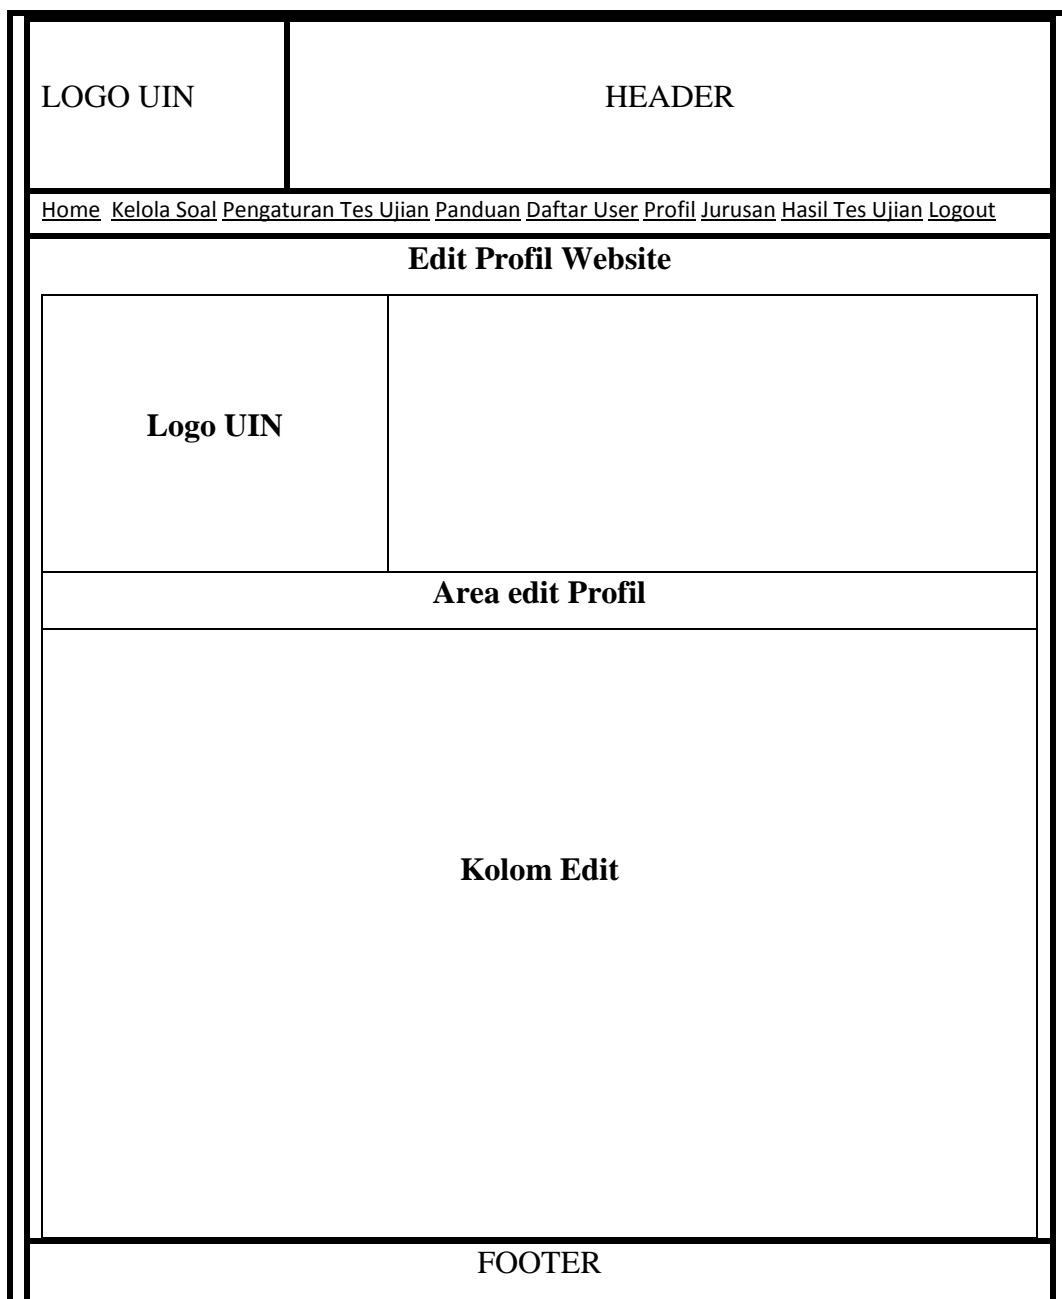 LOGO UIN
HEADER
Home Kelola Soal Pengaturan Tes Ujian Panduan Daftar User Profil Jurusan Hasil Tes Ujian Logout
Edit Profil Website
Logo UIN
Area edit Profil
Kolom Edit
FOOTER